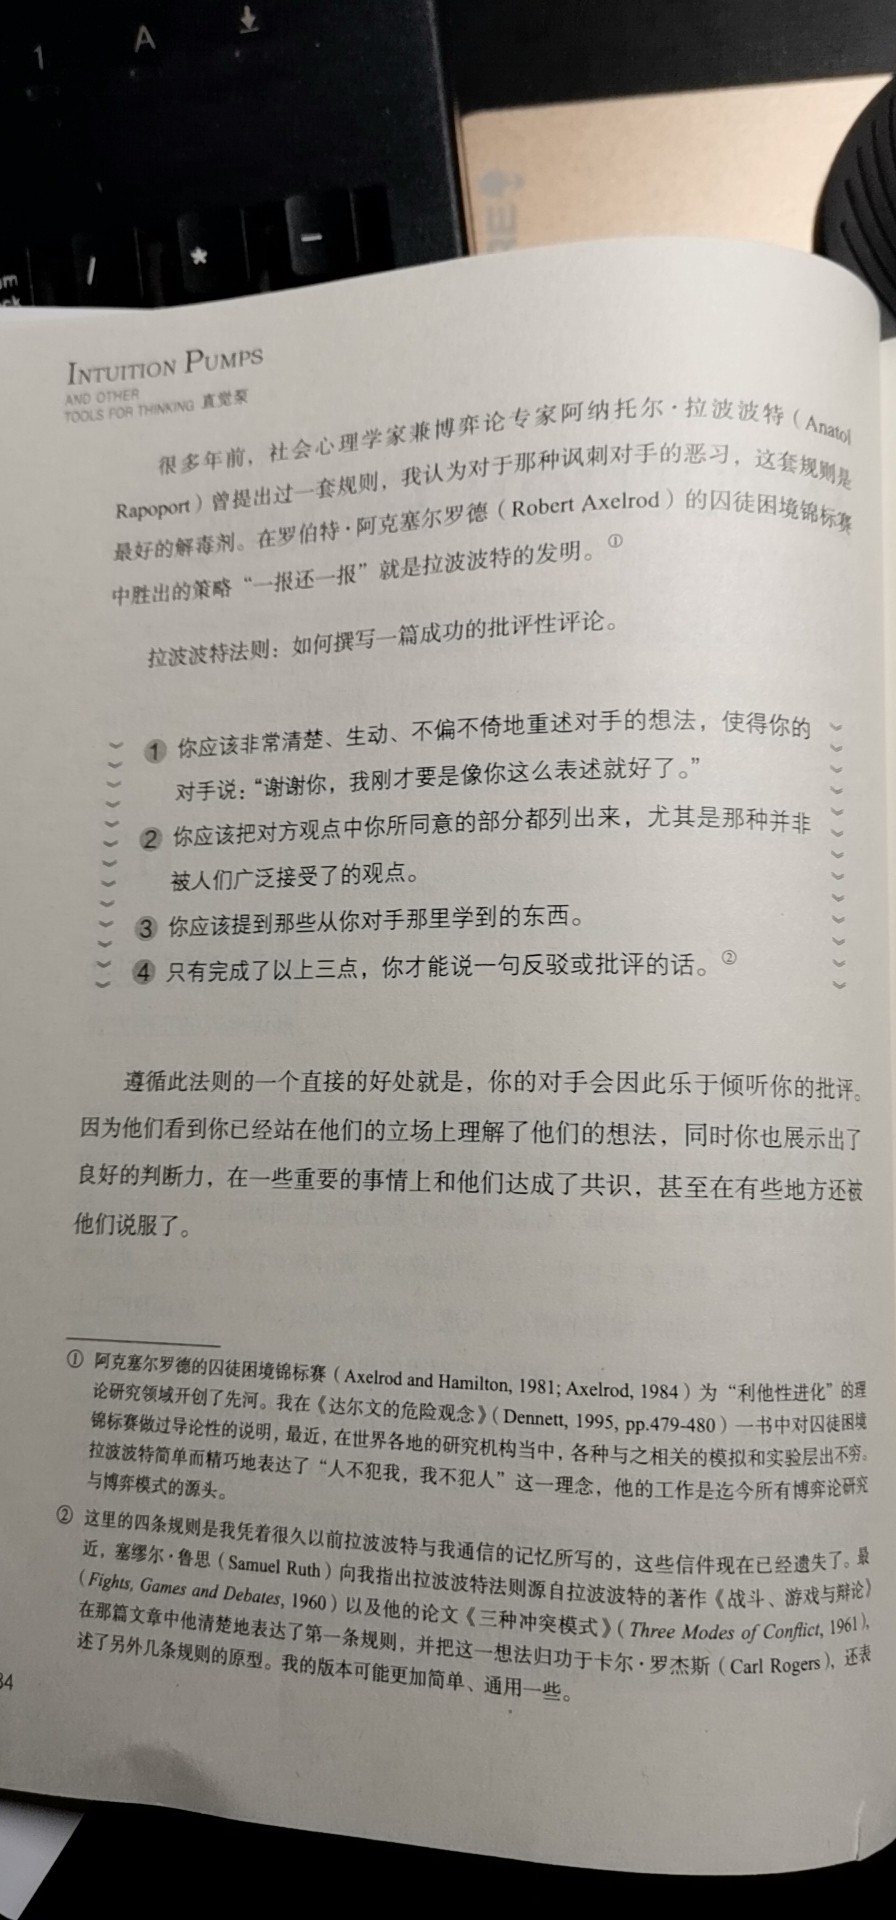 1
A
/
*
−
INTUITION PUMPS
AND OTHER
TOOLS FOR THINKING 直觉泵
很多年前，社会心理学家兼博弈论专家阿纳托尔·拉波波特（Anatol
Rapoport）曾提出过一套规则，我认为对于那种讽刺对手的恶习，这套规则是
最好的解毒剂。在罗伯特·阿克塞尔罗德（Robert Axelrod）的囚徒困境锦标赛
中胜出的策略“一报还一报”就是拉波波特的发明。①
拉波波特法则：如何撰写一篇成功的批评性评论。
1 你应该非常清楚、生动、不偏不倚地重述对手的想法，使得你的
对手说：“谢谢你，我刚才要是像你这么表述就好了。”
2 你应该把对方观点中你所同意的部分都列出来，尤其是那种并非
被人们广泛接受了的观点。
3 你应该提到那些从你对手那里学到的东西。
4 只有完成了以上三点，你才能说一句反驳或批评的话。②
遵循此法则的一个直接的好处就是，你的对手会因此乐于倾听你的批评。
因为他们看到你已经站在他们的立场上理解了他们的想法，同时你也展示出了
良好的判断力，在一些重要的事情上和他们达成了共识，甚至在有些地方还被
他们说服了。
① 阿克塞尔罗德的囚徒困境锦标赛（Axelrod and Hamilton, 1981; Axelrod, 1984）为“利他性进化”的理
论研究领域开创了先河。我在《达尔文的危险观念》（Dennett, 1995, pp.479-480）一书中对囚徒困境
锦标赛做过导论性的说明，最近，在世界各地的研究机构当中，各种与之相关的模拟和实验层出不穷。
拉波波特简单而精巧地表达了“人不犯我，我不犯人”这一理念，他的工作是迄今所有博弈论研究
与博弈模式的源头。
② 这里的四条规则是我凭着很久以前拉波波特与我通信的记忆所写的，这些信件现在已经遗失了。最
近，塞缪尔·鲁思（Samuel Ruth）向我指出拉波波特法则源自拉波波特的著作《战斗、游戏与辩论》
（Fights, Games and Debates, 1960）以及他的论文《三种冲突模式》（Three Modes of Conflict, 1961），
在那篇文章中他清楚地表达了第一条规则，并把这一想法归功于卡尔·罗杰斯（Carl Rogers），还表
述了另外几条规则的原型。我的版本可能更加简单、通用一些。